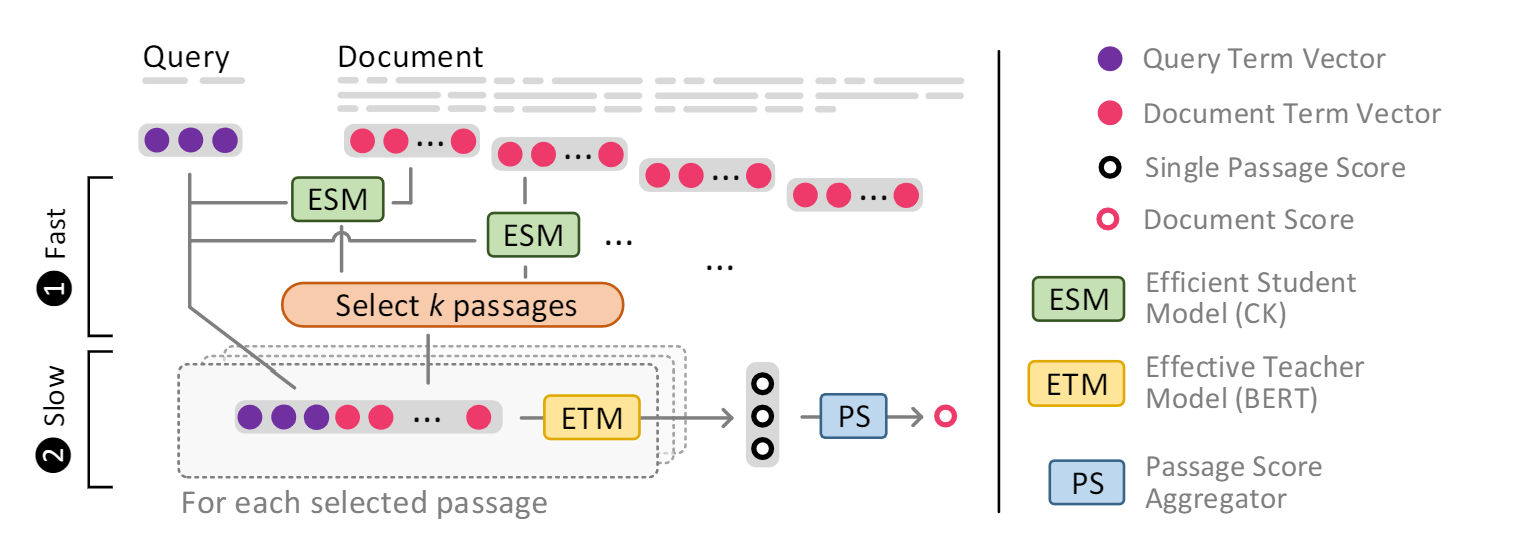 Query
Document
...
...
...
...
ESM
ESM
...
...
1 Fast
Select k passages
2 Slow
...
ETM
PS
For each selected passage
Query Term Vector
Document Term Vector
Single Passage Score
Document Score
ESM
Efficient Student
Model (CK)
ETM
Effective Teacher
Model (BERT)
PS
Passage Score
Aggregator